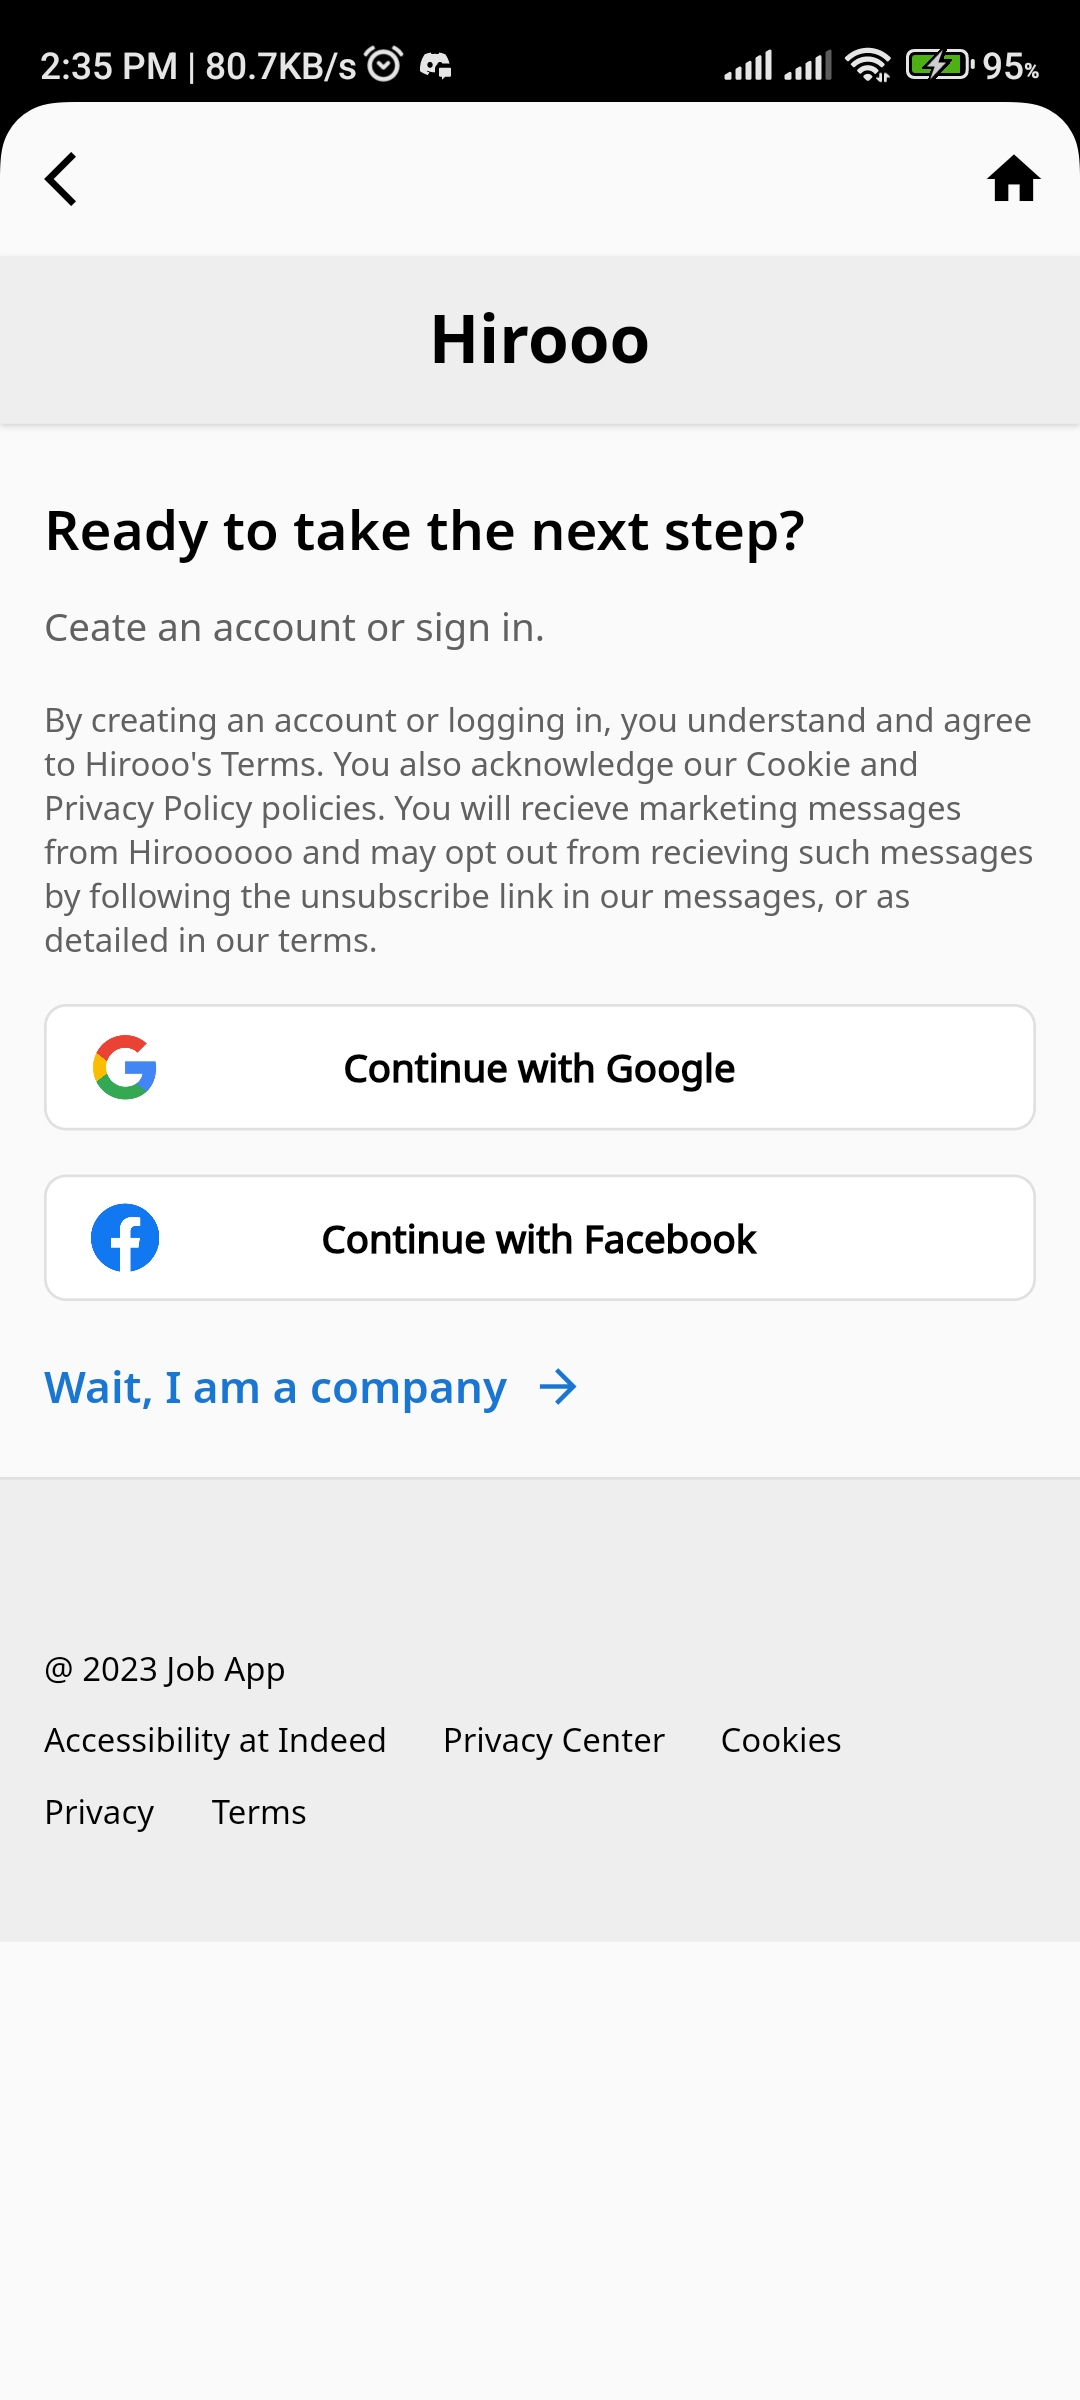 2:35 PM | 80.7KB/s 95%
Hirooo
Ready to take the next step?
Ceate an account or sign in.
By creating an account or logging in, you understand and agree
to Hirooo's Terms. You also acknowledge our Cookie and
Privacy Policy policies. You will recieve marketing messages
from Hiroooooo and may opt out from recieving such messages
by following the unsubscribe link in our messages, or as
detailed in our terms.
Continue with Google
Continue with Facebook
Wait, I am a company
@ 2023 Job App
Accessibility at Indeed Privacy Center Cookies
Privacy Terms